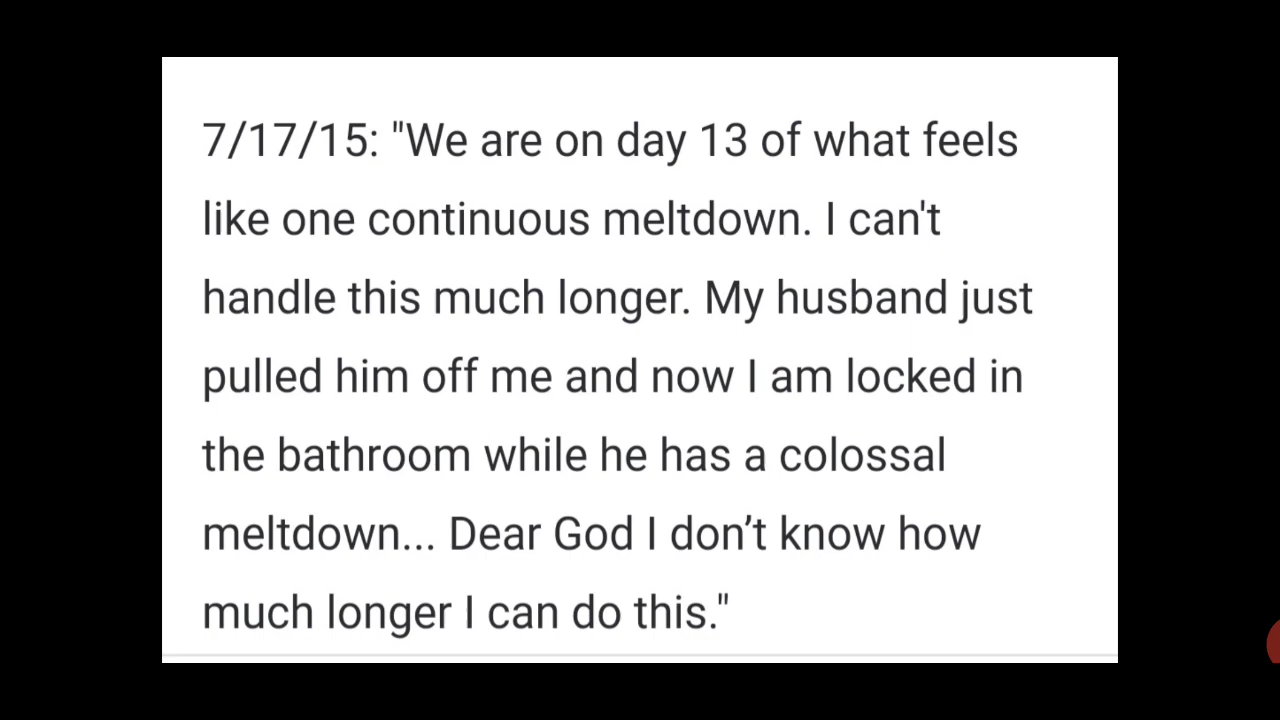 7/17/15: "We are on day 13 of what feels
like one continuous meltdown. I can't
handle this much longer. My husband just
pulled him off me and now I am locked in
the bathroom while he has a colossal
meltdown... Dear God I don’t know how
much longer I can do this."